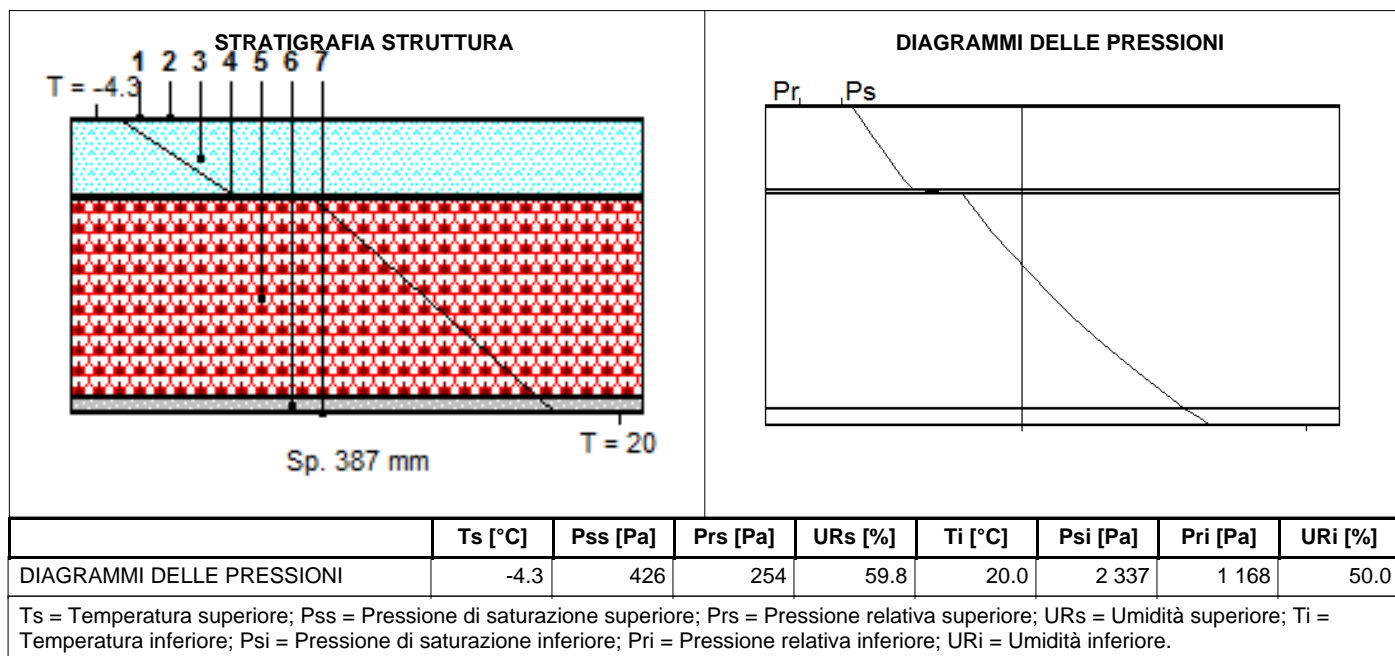 STRATIGRAFIA STRUTTURA
1 2 3 4 5 6 7
T = -4.3
T = 20
Sp. 387 mm
DIAGRAMMI DELLE PRESSIONI
Pr Ps
Ts [°C] Pss [Pa] Prs [Pa] URs [%] Ti [°C] Psi [Pa] Pri [Pa] URi [%]
DIAGRAMMI DELLE PRESSIONI -4.3 426 254 59.8 20.0 2 337 1 168 50.0
Ts = Temperatura superiore; Pss = Pressione di saturazione superiore; Prs = Pressione relativa superiore; URs = Umidità superiore; Ti =
Temperatura inferiore; Psi = Pressione di saturazione inferiore; Pri = Pressione relativa inferiore; URi = Umidità inferiore.